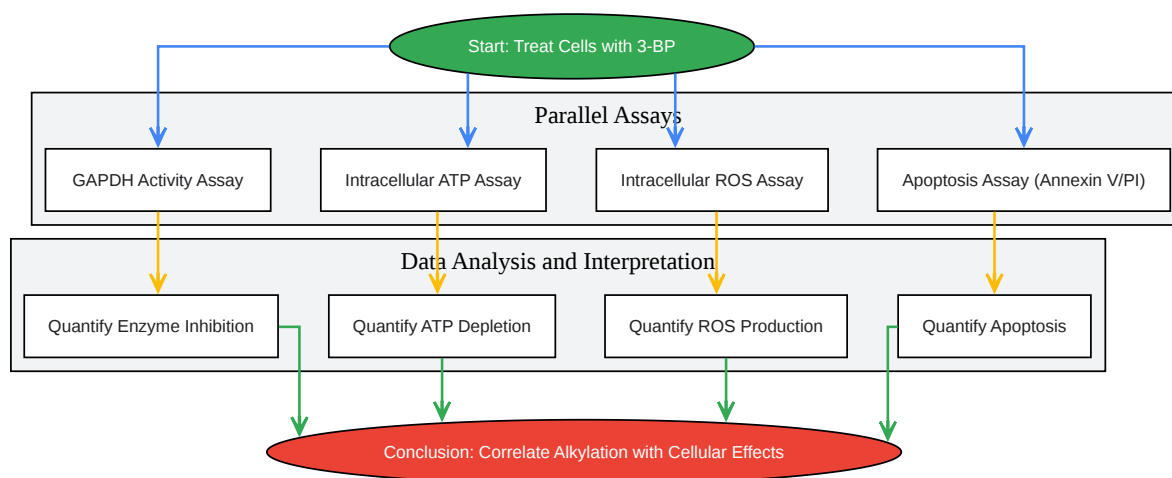 Start: Treat Cells with 3-BP
Parallel Assays
GAPDH Activity Assay
Intracellular ATP Assay
Intracellular ROS Assay
Apoptosis Assay (Annexin V/PI)
Data Analysis and Interpretation
Quantify Enzyme Inhibition
Quantify ATP Depletion
Quantify ROS Production
Quantify Apoptosis
Conclusion: Correlate Alkylation with Cellular Effects